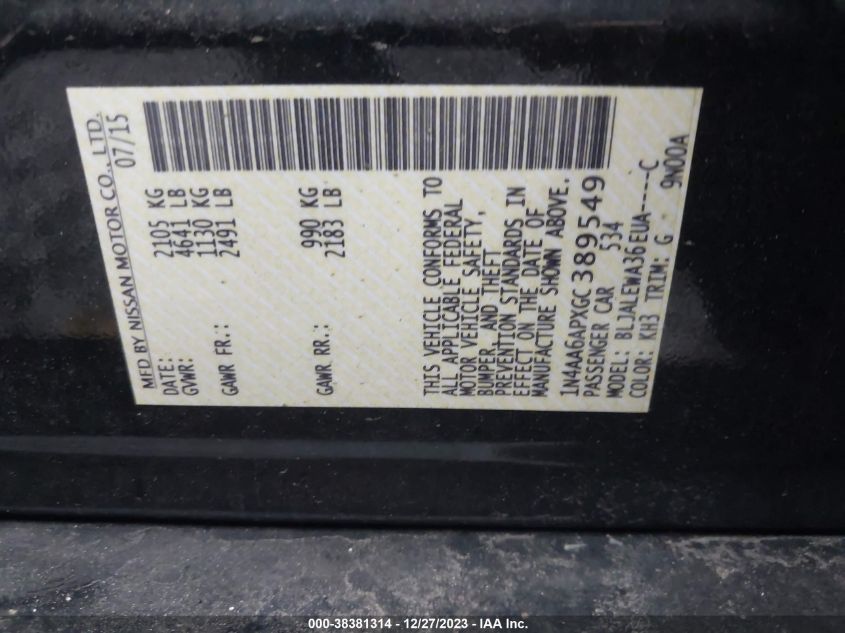 MFD BY NISSAN MOTOR CO., LTD.
DATE: 07/15
GVWR: 2105 KG
4641 LB
GAWR FR.: 1130 KG
2491 LB
GAWR RR.: 990 KG
2183 LB
THIS VEHICLE CONFORMS TO
ALL APPLICABLE FEDERAL
MOTOR VEHICLE SAFETY,
BUMPER, AND THEFT
PREVENTION STANDARDS IN
EFFECT ON THE DATE OF
MANUFACTURE SHOWN ABOVE.
1N4AA6APXGC389549
PASSENGER CAR 534
MODEL: BLJALEWA36EUA-----C
COLOR: KH3 TRIM: G 9N00A
000-38381314 - 12/27/2023 - IAA Inc.